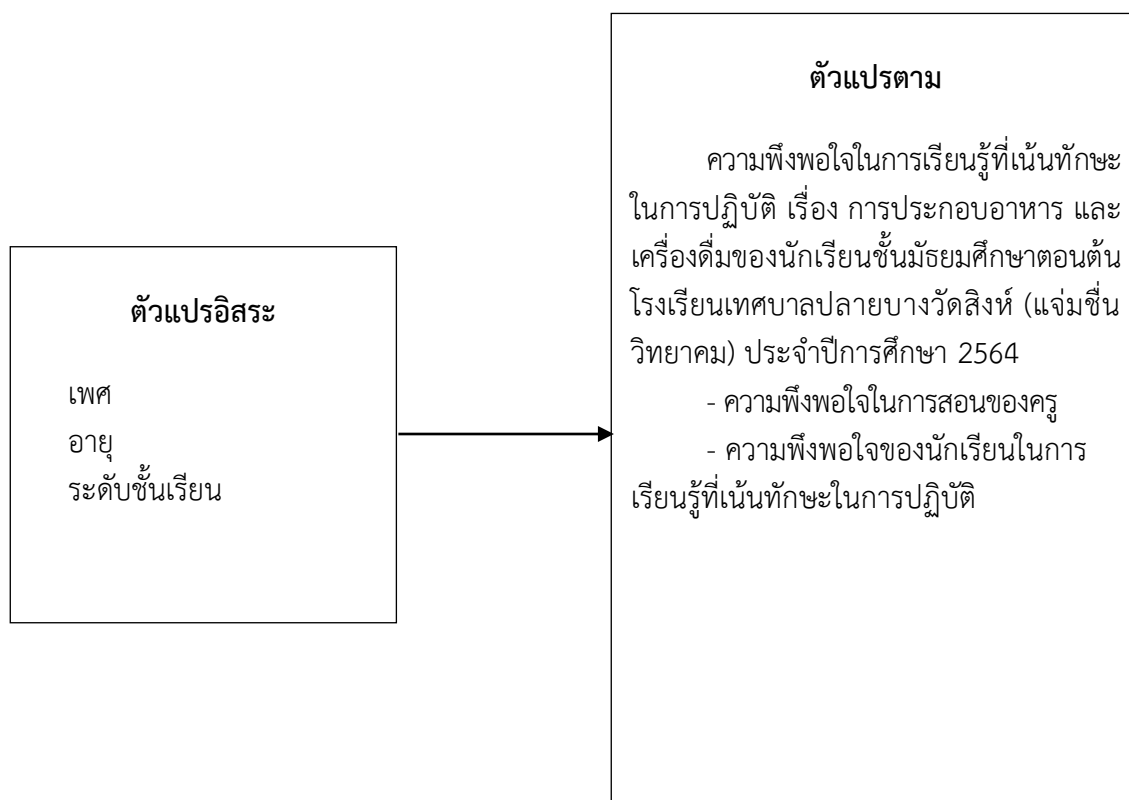 ตัวแปรอิสระ
เพศ
อายุ
ระดับชั้นเรียน
ตัวแปรตาม
ความพึงพอใจในการเรียนรู้ที่เน้นทักษะ
ในการปฏิบัติ เรื่อง การประกอบอาหาร และ
เครื่องดื่มของนักเรียนชั้นมัธยมศึกษาตอนต้น
โรงเรียนเทศบาลปลายบางวัดสิงห์ (แจ่มชื่น
วิทยาคม) ประจำปีการศึกษา 2564
- ความพึงพอใจในการสอนของครู
- ความพึงพอใจของนักเรียนในการ
เรียนรู้ที่เน้นทักษะในการปฏิบัติ